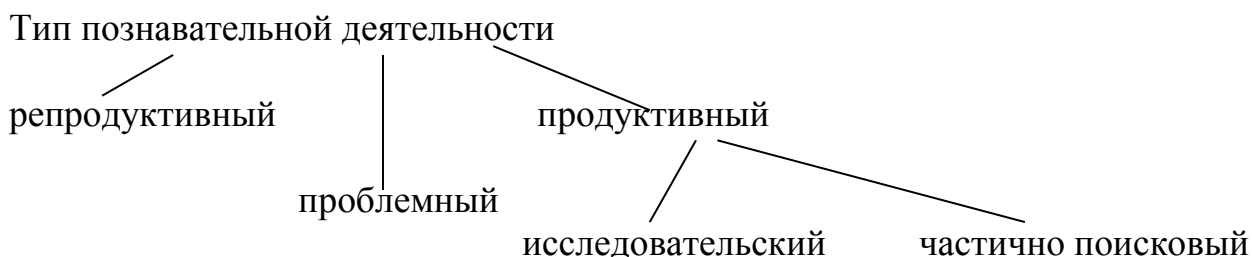 Тип познавательной деятельности
репродуктивный продуктивный
проблемный
исследовательский частично поисковый